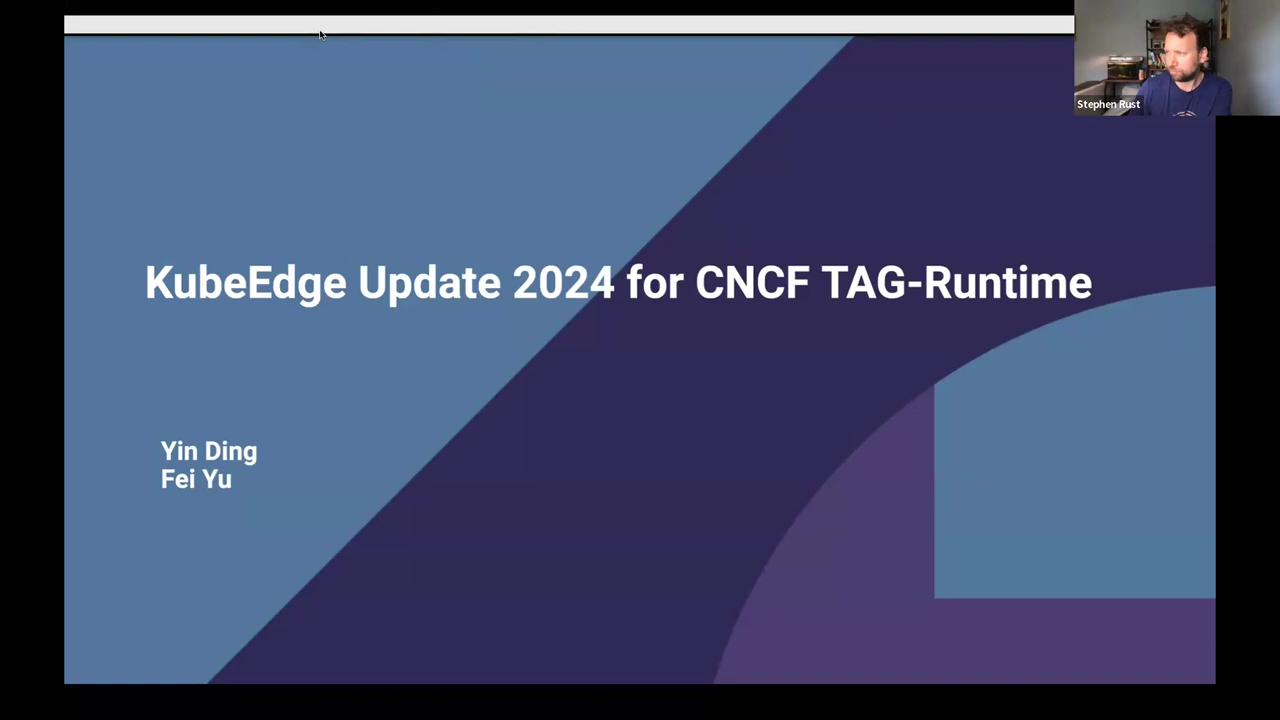 Stephen Rust
KubeEdge Update 2024 for CNCF TAG-Runtime
Yin Ding
Fei Yu